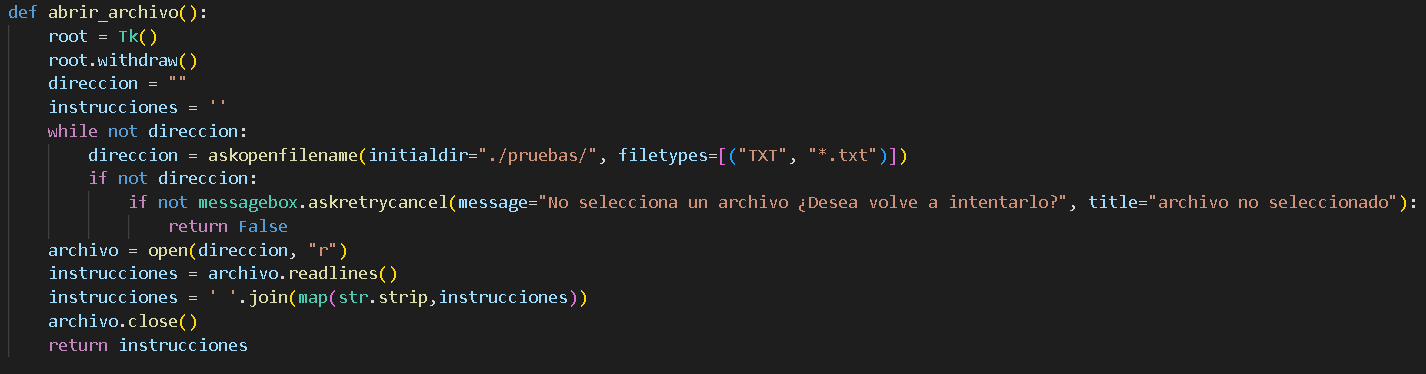 def abrir_archivo():
    root = Tk()
    root.withdraw()
    direccion = ""
    instrucciones = ''
    while not direccion:
        direccion = askopenfilename(initialdir="./pruebas/", filetypes=[("TXT", "*.txt")])
        if not direccion:
            if not messagebox.askretrycancel(message="No selecciona un archivo ¿Desea volve a intentarlo?", title="archivo no seleccionado"):
                return False
    archivo = open(direccion, "r")
    instrucciones = archivo.readlines()
    instrucciones = ' '.join(map(str.strip,instrucciones))
    archivo.close()
    return instrucciones